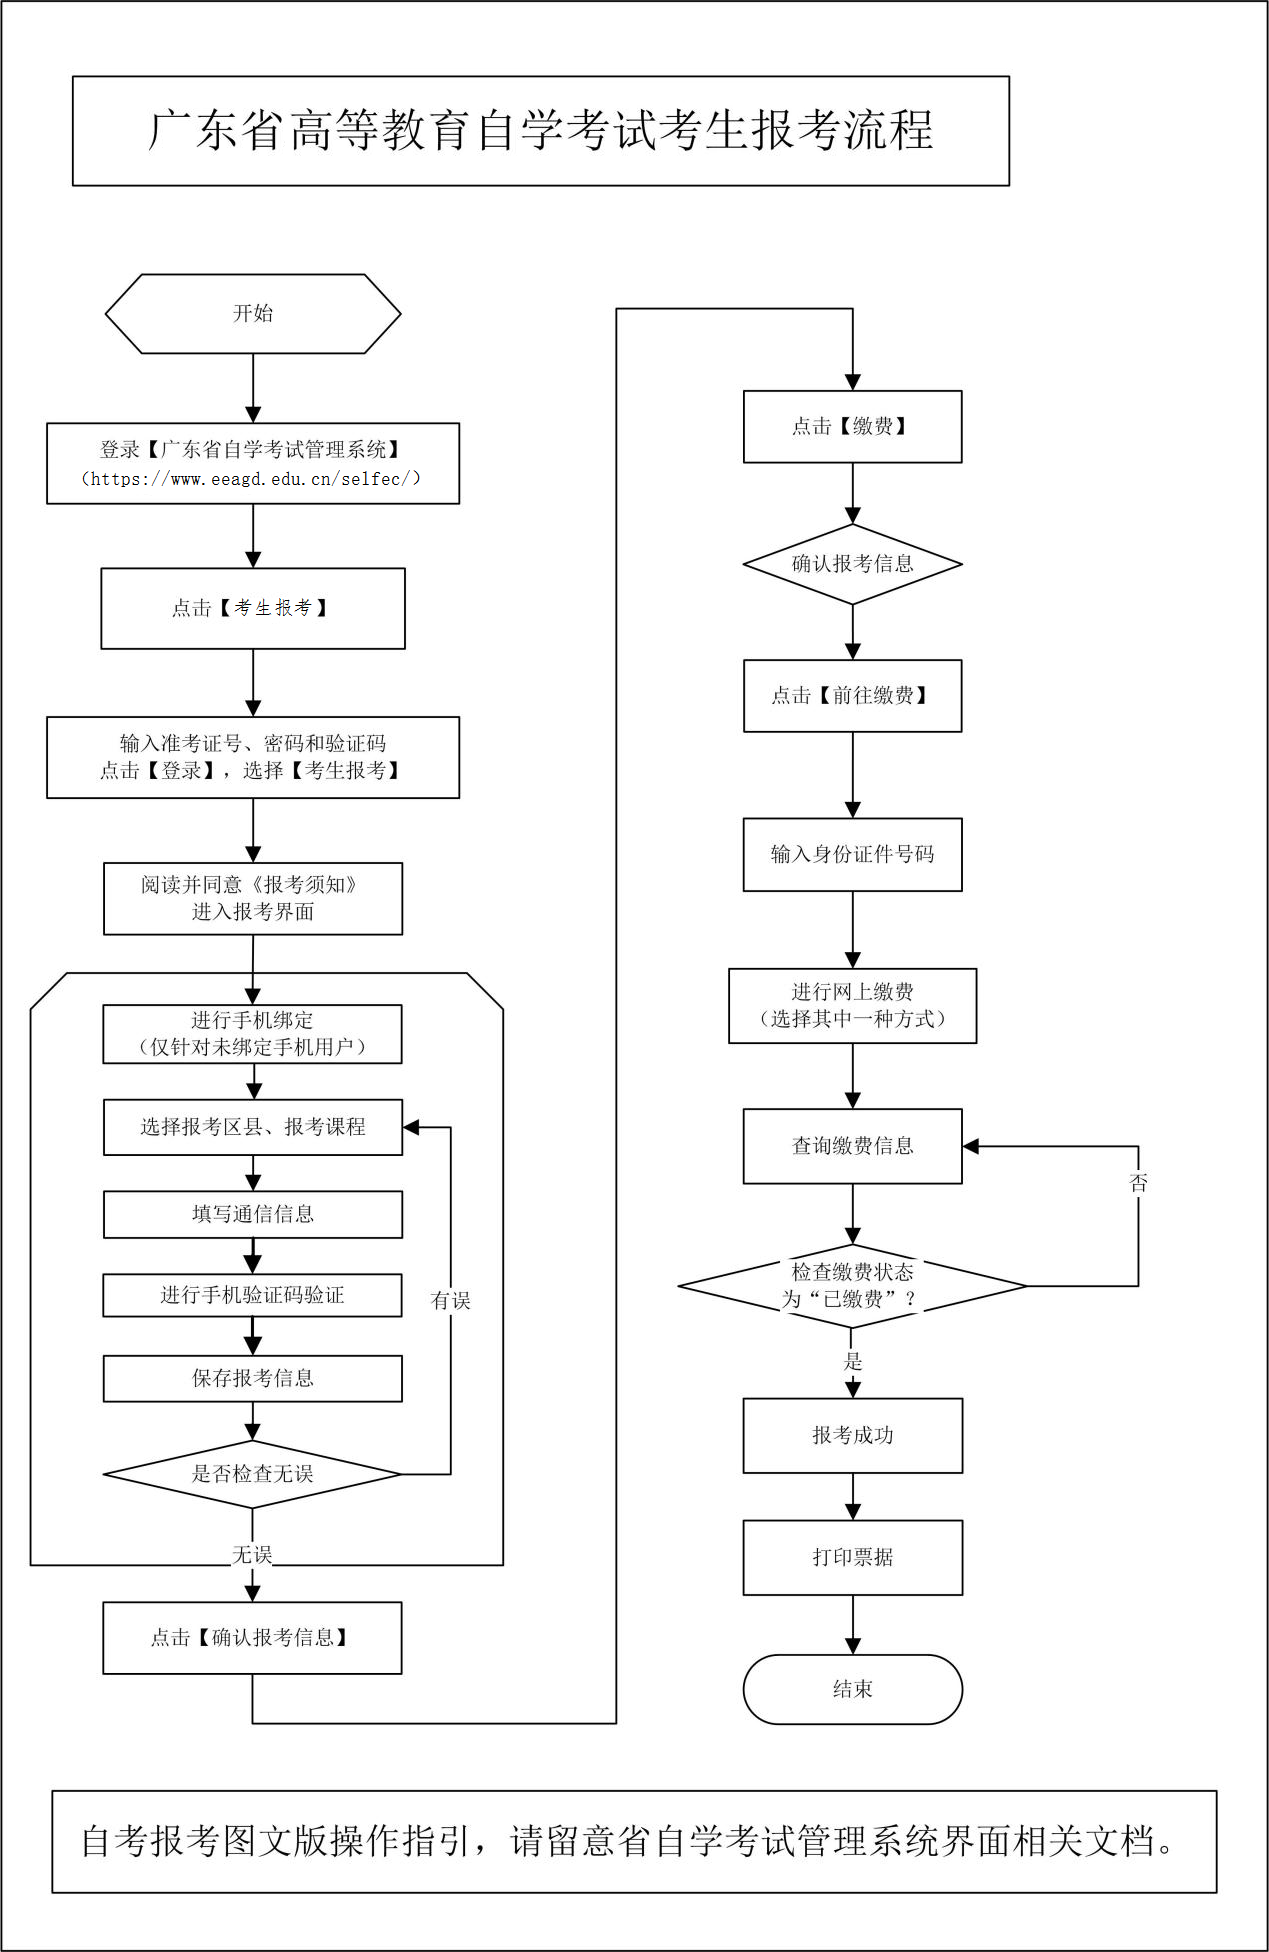 广东省高等教育自学考试考生报考流程
开始
登录【广东省自学考试管理系统】
（https://www.eeagd.edu.cn/selfec/）
点击【考生报考】
输入准考证号、密码和验证码
点击【登录】，选择【考生报考】
阅读并同意《报考须知》
进入报考界面
进行手机绑定
（仅针对未绑定手机用户）
选择报考区县、报考课程
填写通信信息
进行手机验证码验证
有误
保存报考信息
是否检查无误
无误
点击【确认报考信息】
点击【缴费】
确认报考信息
点击【前往缴费】
输入身份证件号码
进行网上缴费
（选择其中一种方式）
查询缴费信息
否
检查缴费状态
为“已缴费”？
是
报考成功
打印票据
结束
自考报考图文版操作指引，请留意省自学考试管理系统界面相关文档。